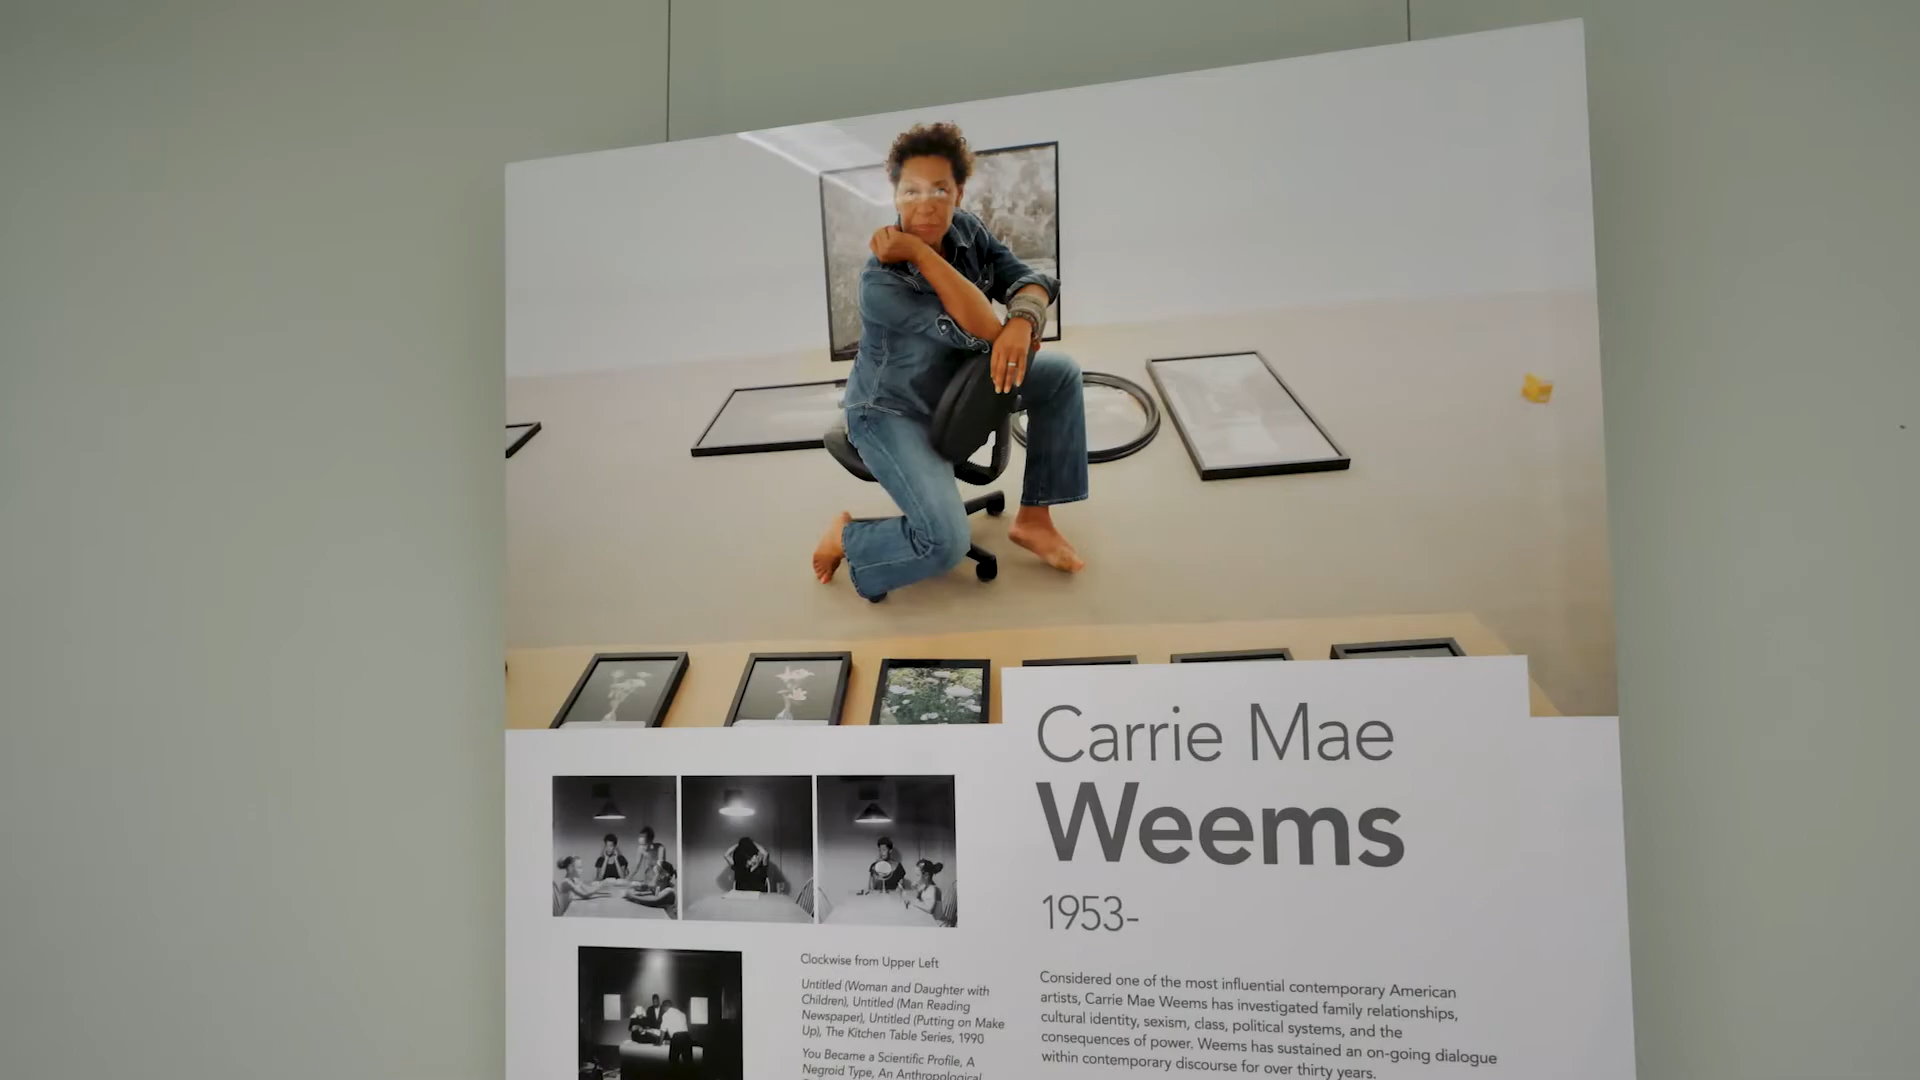 Carrie Mae
Weems
1953-
Clockwise from Upper Left
Untitled (Woman and Daughter with
Children), Untitled (Man Reading
Newspaper), Untitled (Putting on Make
Up), The Kitchen Table Series, 1990
You Became a Scientific Profile, A
Negroid Type, An Anthropological
Considered one of the most influential contemporary American
artists, Carrie Mae Weems has investigated family relationships,
cultural identity, sexism, class, political systems, and the
consequences of power. Weems has sustained an on-going dialogue
within contemporary discourse for over thirty years.